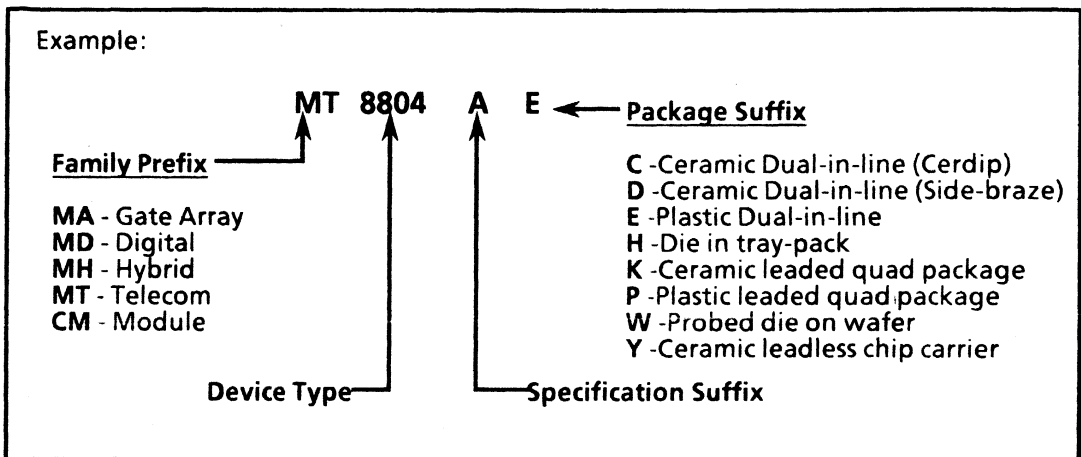 Example:
MT 8804 A E
Package Suffix
Family Prefix
C -Ceramic Dual-in-line (Cerdip)
D -Ceramic Dual-in-line (Side-braze)
MA - Gate Array
E -Plastic Dual-in-line
MD - Digital
H -Die in tray-pack
MH - Hybrid
K -Ceramic leaded quad package
MT - Telecom
P -Plastic leaded quad package
CM - Module
W -Probed die on wafer
Y -Ceramic leadless chip carrier
Device Type
Specification Suffix